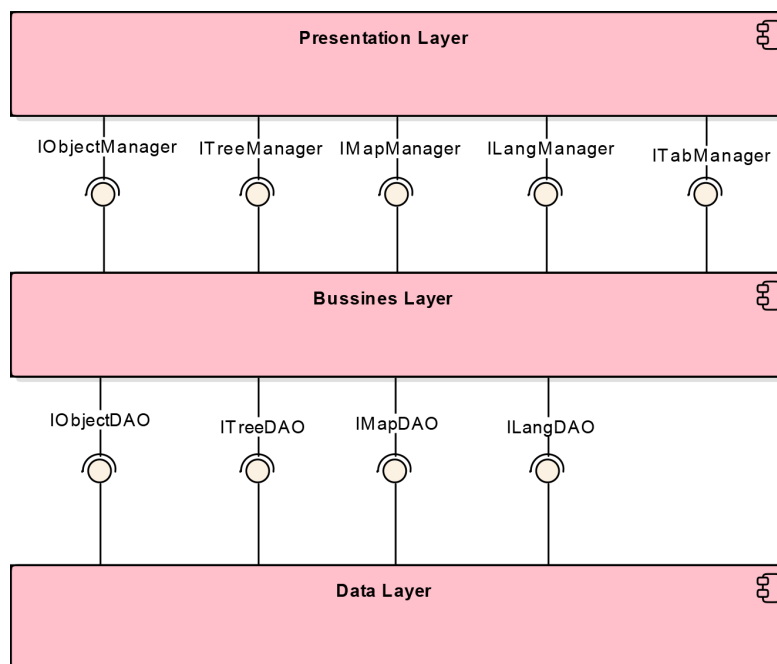 Presentation Layer
IObjectManager
ITreeManager
IMapManager
ILangManager
ITabManager
Bussines Layer
IObjectDAO
ITreeDAO
IMapDAO
ILangDAO
Data Layer